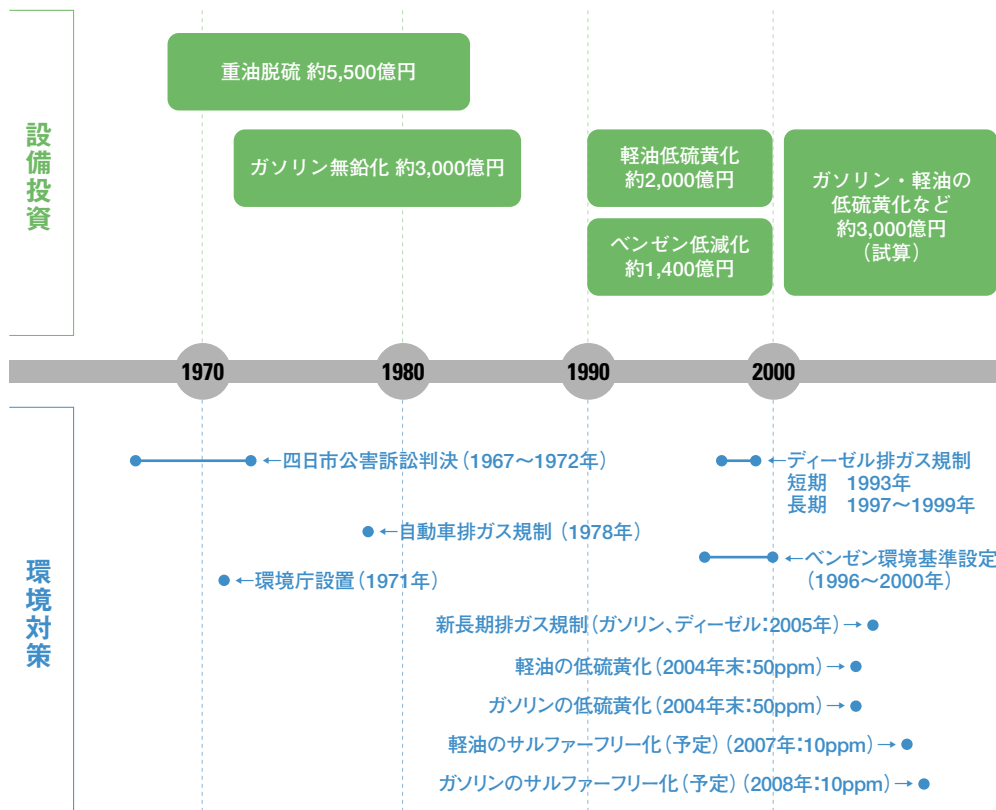 設備投資
重油脱硫 約5,500億円
ガソリン無鉛化 約3,000億円
軽油低硫黄化
約2,000億円
ベンゼン低減化
約1,400億円
ガソリン・軽油の
低硫黄化など
約3,000億円
（試算）
1970
1980
1990
2000
環境対策
←四日市公害訴訟判決（1967～1972年）
←ディーゼル排ガス規制
短期　1993年
長期　1997～1999年
←自動車排ガス規制（1978年）
←ベンゼン環境基準設定
（1996～2000年）
←環境庁設置（1971年）
新長期排ガス規制（ガソリン、ディーゼル：2005年）→
軽油の低硫黄化（2004年末：50ppm）→
ガソリンの低硫黄化（2004年末：50ppm）→
軽油のサルファーフリー化（予定）（2007年：10ppm）→
ガソリンのサルファーフリー化（予定）（2008年：10ppm）→